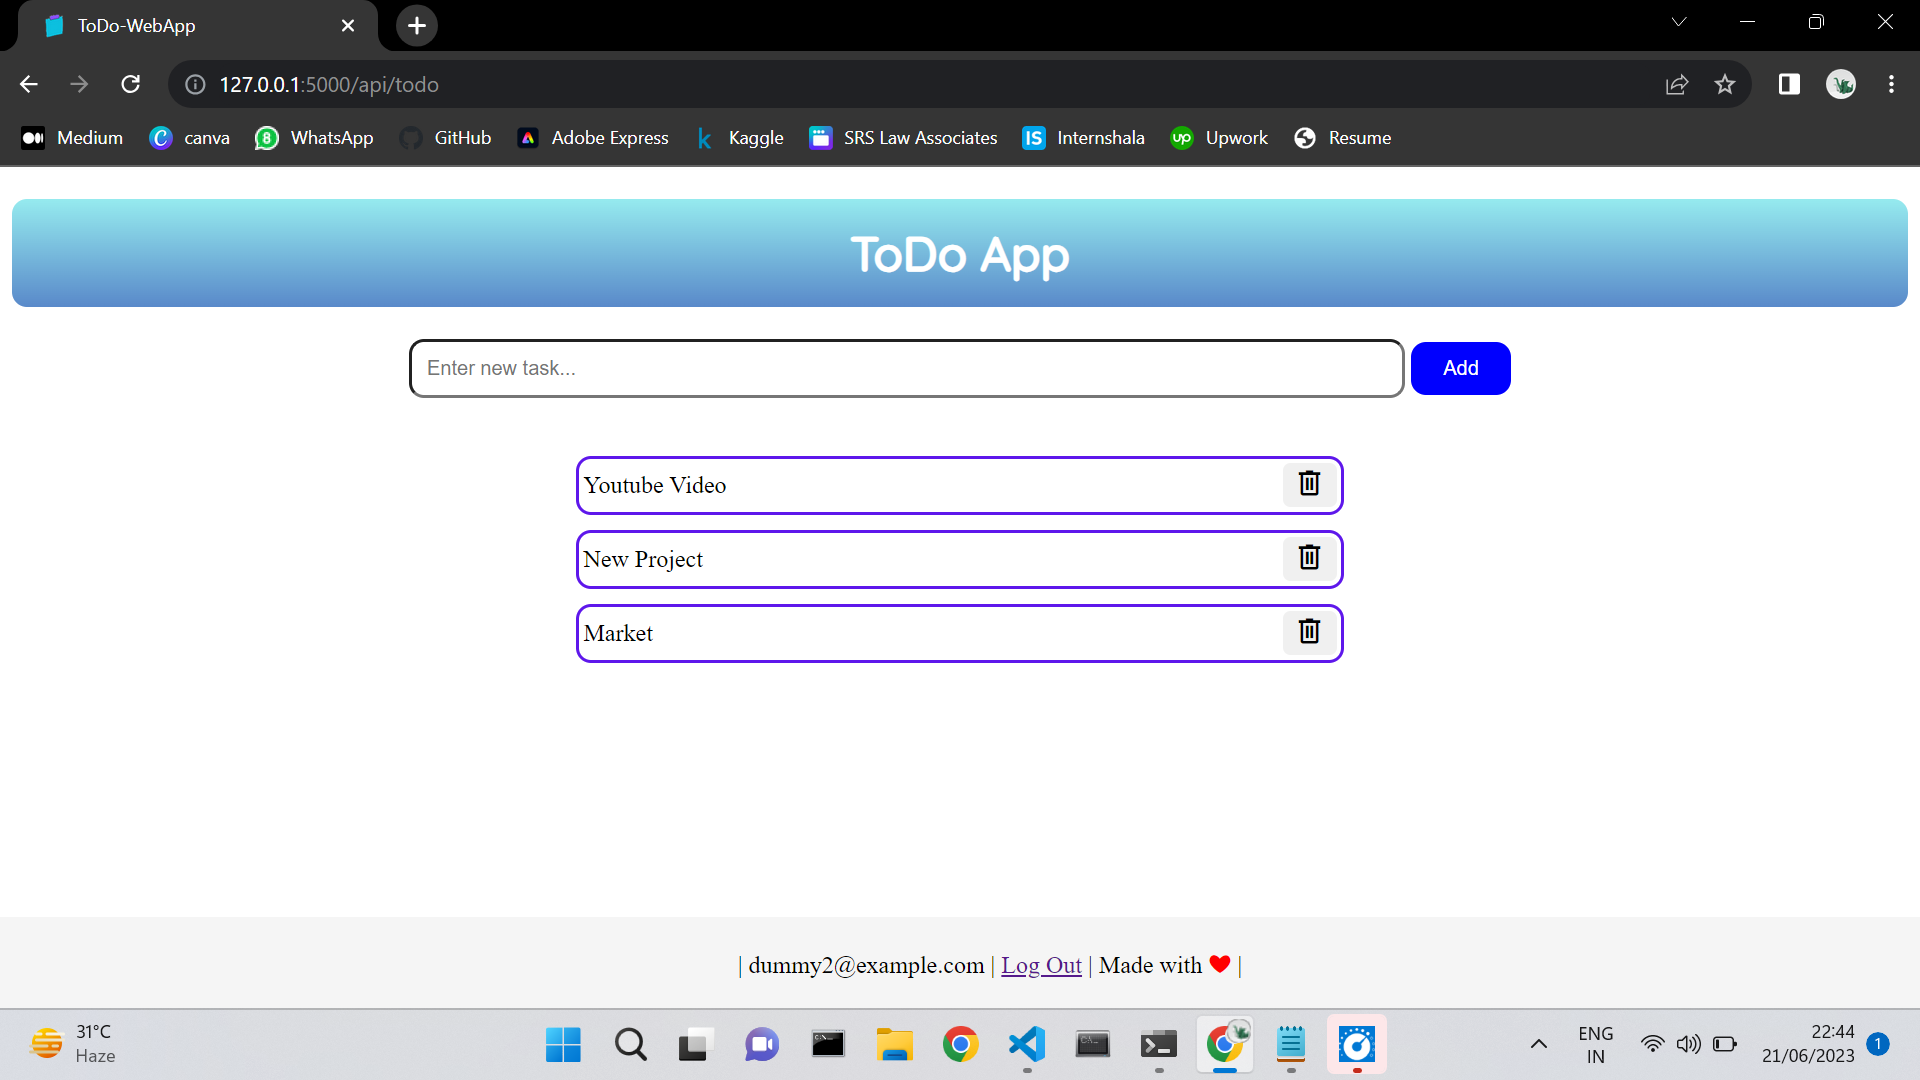 ToDo-WebApp
127.0.0.1:5000/api/todo
Medium canva WhatsApp GitHub Adobe Express Kaggle SRS Law Associates Internshala Upwork Resume
ToDo App
Enter new task... Add
Youtube Video
New Project
Market
| dummy2@example.com | Log Out | Made with ❤ |
31°C
Haze
ENG
IN
22:44
21/06/2023
1